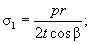 σ₁ = pr / (2t cos β);